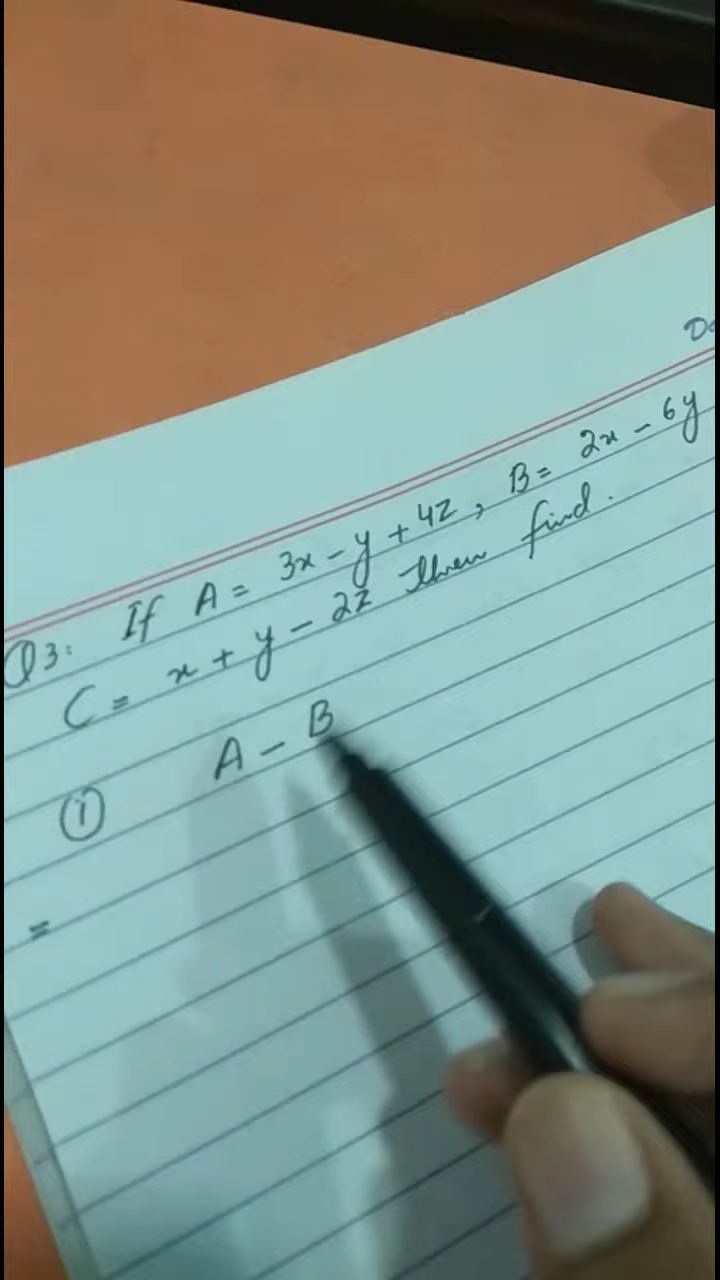 Q3: If A = 3x - y + 4z, B = 2x - 6y
C = x + y - 2z then find.
(i) A - B
=